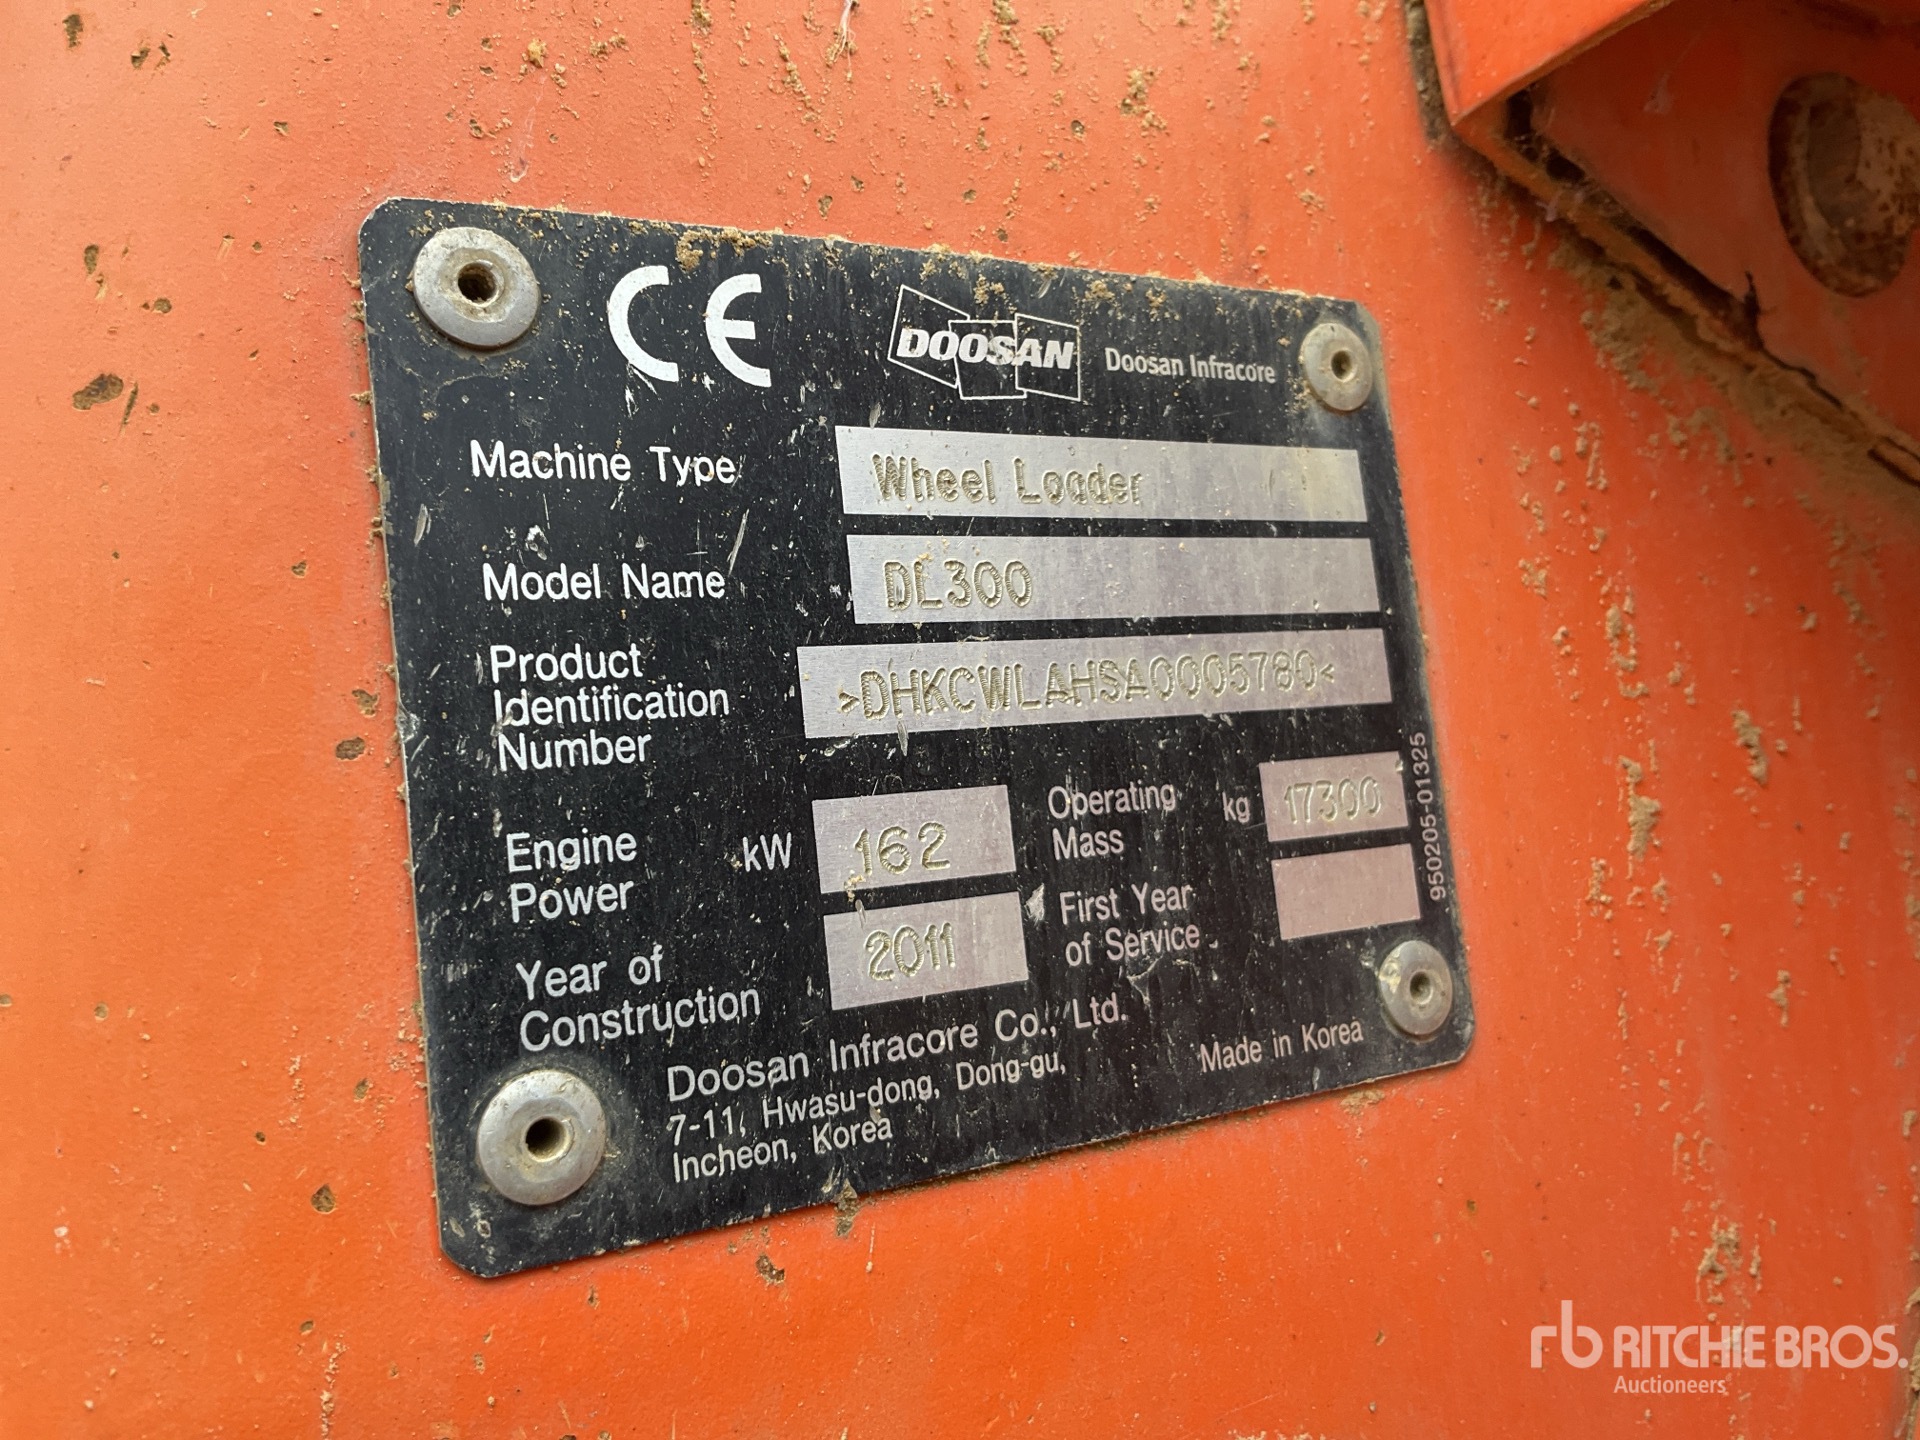 CE DOOSAN Doosan Infracore
Machine Type Wheel Loader
Model Name DL300
Product
Identification
Number
>DHKCWLAHSA0005780<
Engine
Power
kW 162
Operating
Mass
kg 17300
Year of
Construction
2011
First Year
of Service
950205-01325
Doosan Infracore Co., Ltd.
7-11, Hwasu-dong, Dong-gu,
Incheon, Korea
Made in Korea
rb RITCHIE BROS.
Auctioneers